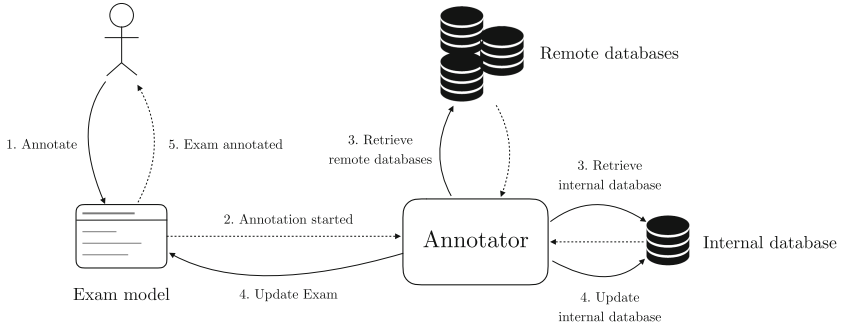 Remote databases
1. Annotate
5. Exam annotated
3. Retrieve
remote databases
3. Retrieve
internal database
2. Annotation started
Annotator
Internal database
Exam model
4. Update Exam
4. Update
internal database